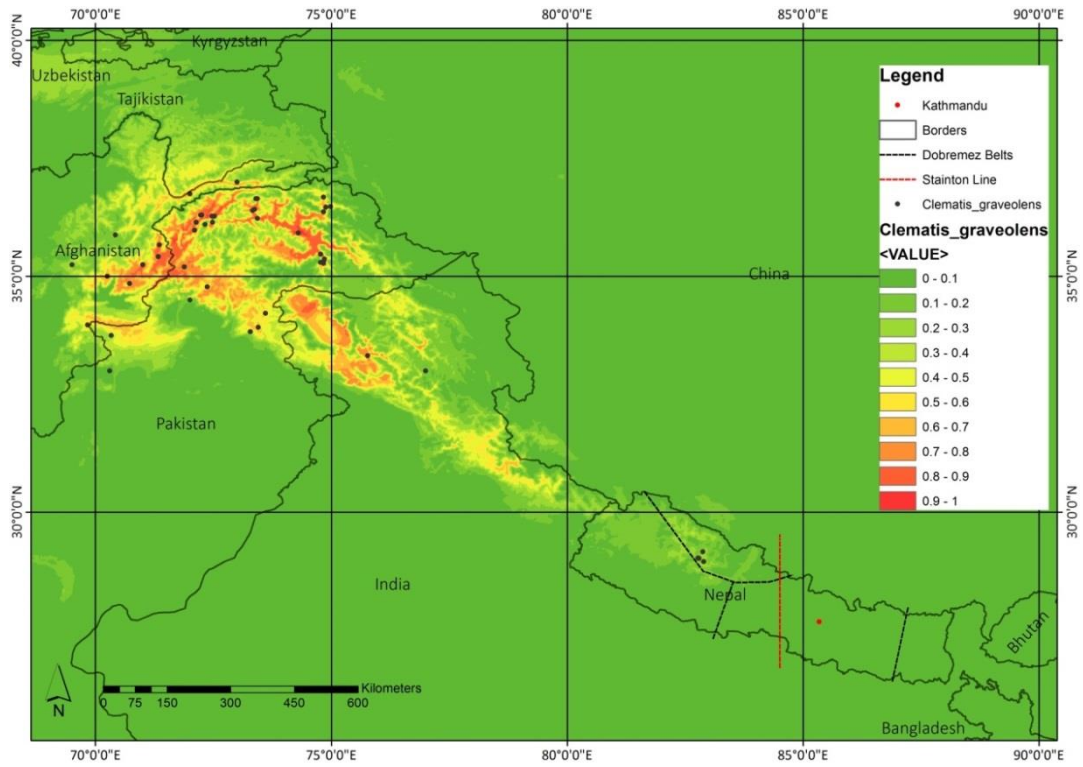 70°0'0"E 75°0'0"E 80°0'0"E 85°0'0"E 90°0'0"E
40°0'0"N
35°0'0"N
30°0'0"N
Kyrgyzstan
Uzbekistan
Tajikistan
Afghanistan
China
Pakistan
India
Nepal
Bhutan
Bangladesh
Legend
Kathmandu
Borders
Dobremez Belts
Stainton Line
Clematis_graveolens
Clematis_graveolens
<VALUE>
0 - 0.1
0.1 - 0.2
0.2 - 0.3
0.3 - 0.4
0.4 - 0.5
0.5 - 0.6
0.6 - 0.7
0.7 - 0.8
0.8 - 0.9
0.9 - 1
35°0'0"N
30°0'0"N
N
Kilometers
0 75 150 300 450 600
70°0'0"E 75°0'0"E 80°0'0"E 85°0'0"E 90°0'0"E